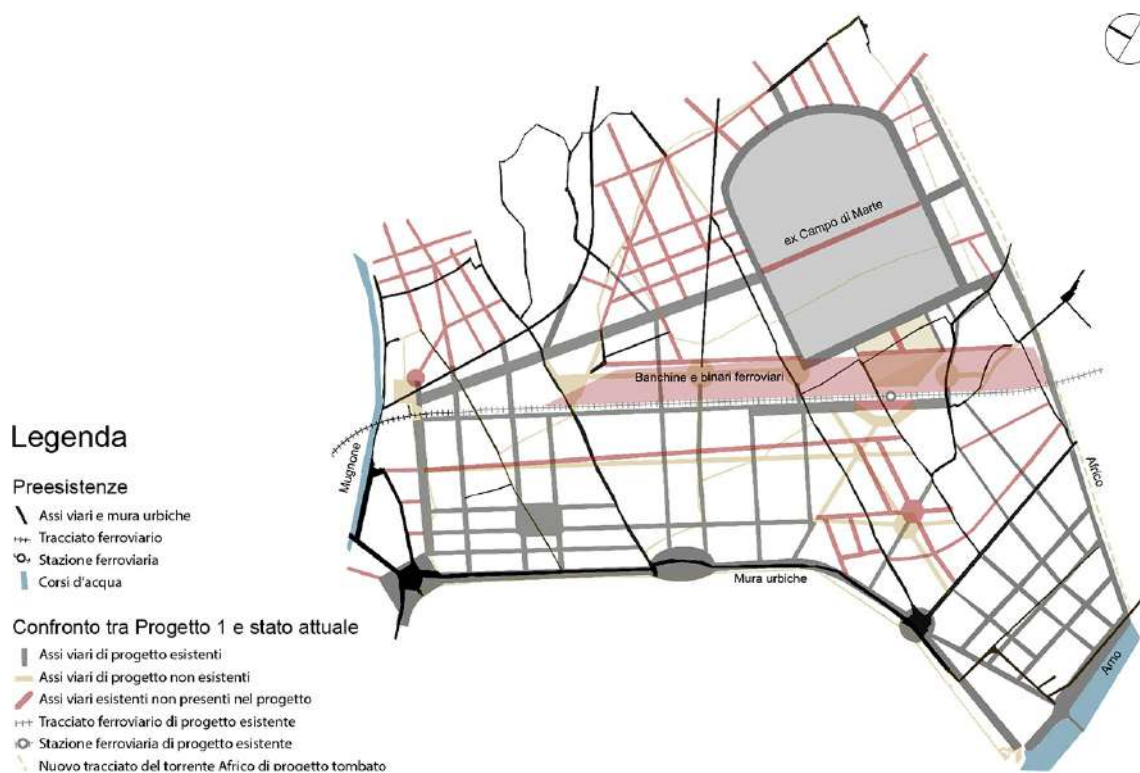 ex Campo di Marte
Banchine e binari ferroviari
Mugnone
Africo
Mura urbiche
Arno
Legenda
Preesistenze
Assi viari e mura urbiche
Tracciato ferroviario
Stazione ferroviaria
Corsi d'acqua
Confronto tra Progetto 1 e stato attuale
Assi viari di progetto esistenti
Assi viari di progetto non esistenti
Assi viari esistenti non presenti nel progetto
Tracciato ferroviario di progetto esistente
Stazione ferroviaria di progetto esistente
Nuovo tracciato del torrente Africo di progetto tombato